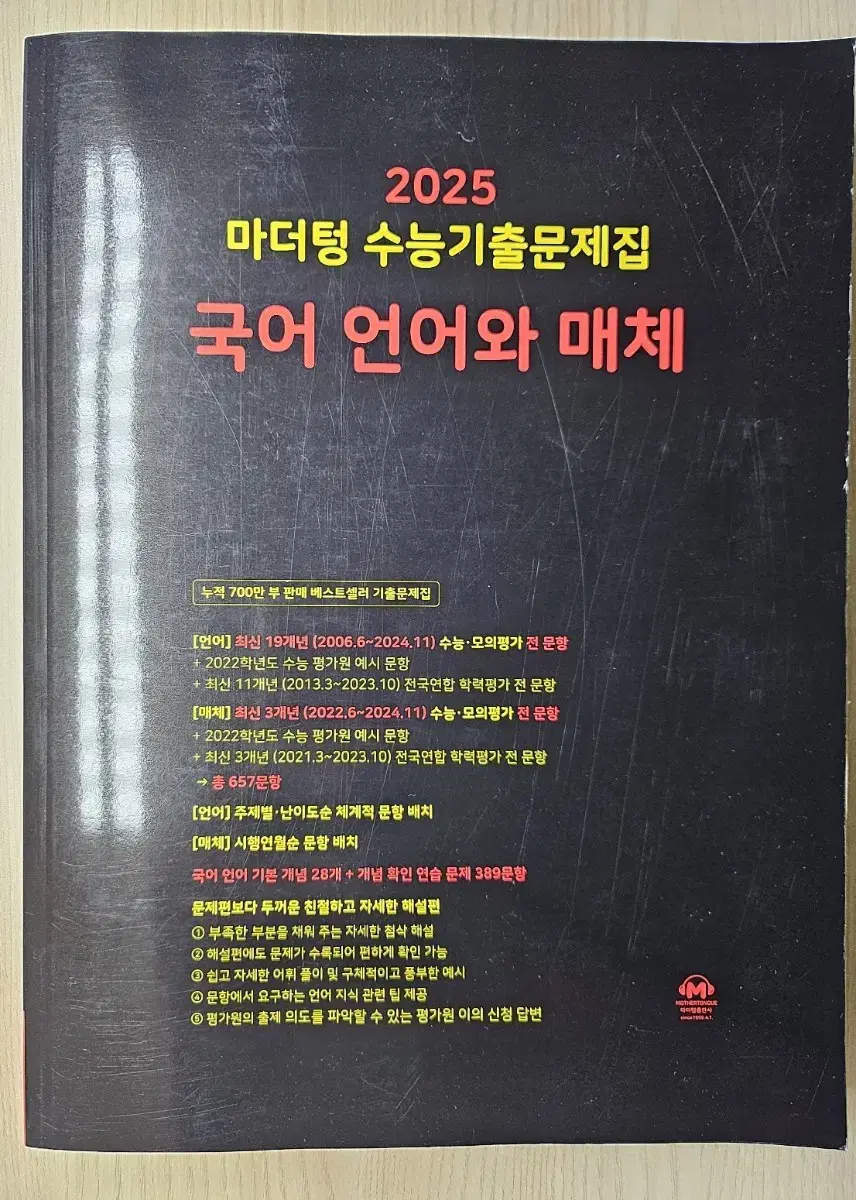 2025
마더텅 수능기출문제집
국어 언어와 매체
누적 700만 부 판매 베스트셀러 기출문제집
[언어] 최신 19개년 (2006.6~2024.11) 수능·모의평가 전 문항
+ 2022학년도 수능 평가원 예시 문항
+ 최신 11개년 (2013.3~2023.10) 전국연합 학력평가 전 문항
[매체] 최신 3개년 (2022.6~2024.11) 수능·모의평가 전 문항
+ 2022학년도 수능 평가원 예시 문항
+ 최신 3개년 (2021.3~2023.10) 전국연합 학력평가 전 문항
→ 총 657문항
[언어] 주제별·난이도순 체계적 문항 배치
[매체] 시행연월순 문항 배치
국어 언어 기본 개념 28개 + 개념 확인 연습 문제 389문항
문제편보다 두꺼운 친절하고 자세한 해설편
① 부족한 부분을 채워 주는 자세한 첨삭 해설
② 해설편에도 문제가 수록되어 편하게 확인 가능
③ 쉽고 자세한 어휘 풀이 및 구체적이고 풍부한 예시
④ 문항에서 요구하는 언어 지식 관련 팁 제공
⑤ 평가원의 출제 의도를 파악할 수 있는 평가원 이의 신청 답변
M
MOTHERTONGUE
마더텅출판사
since1999.4.1.